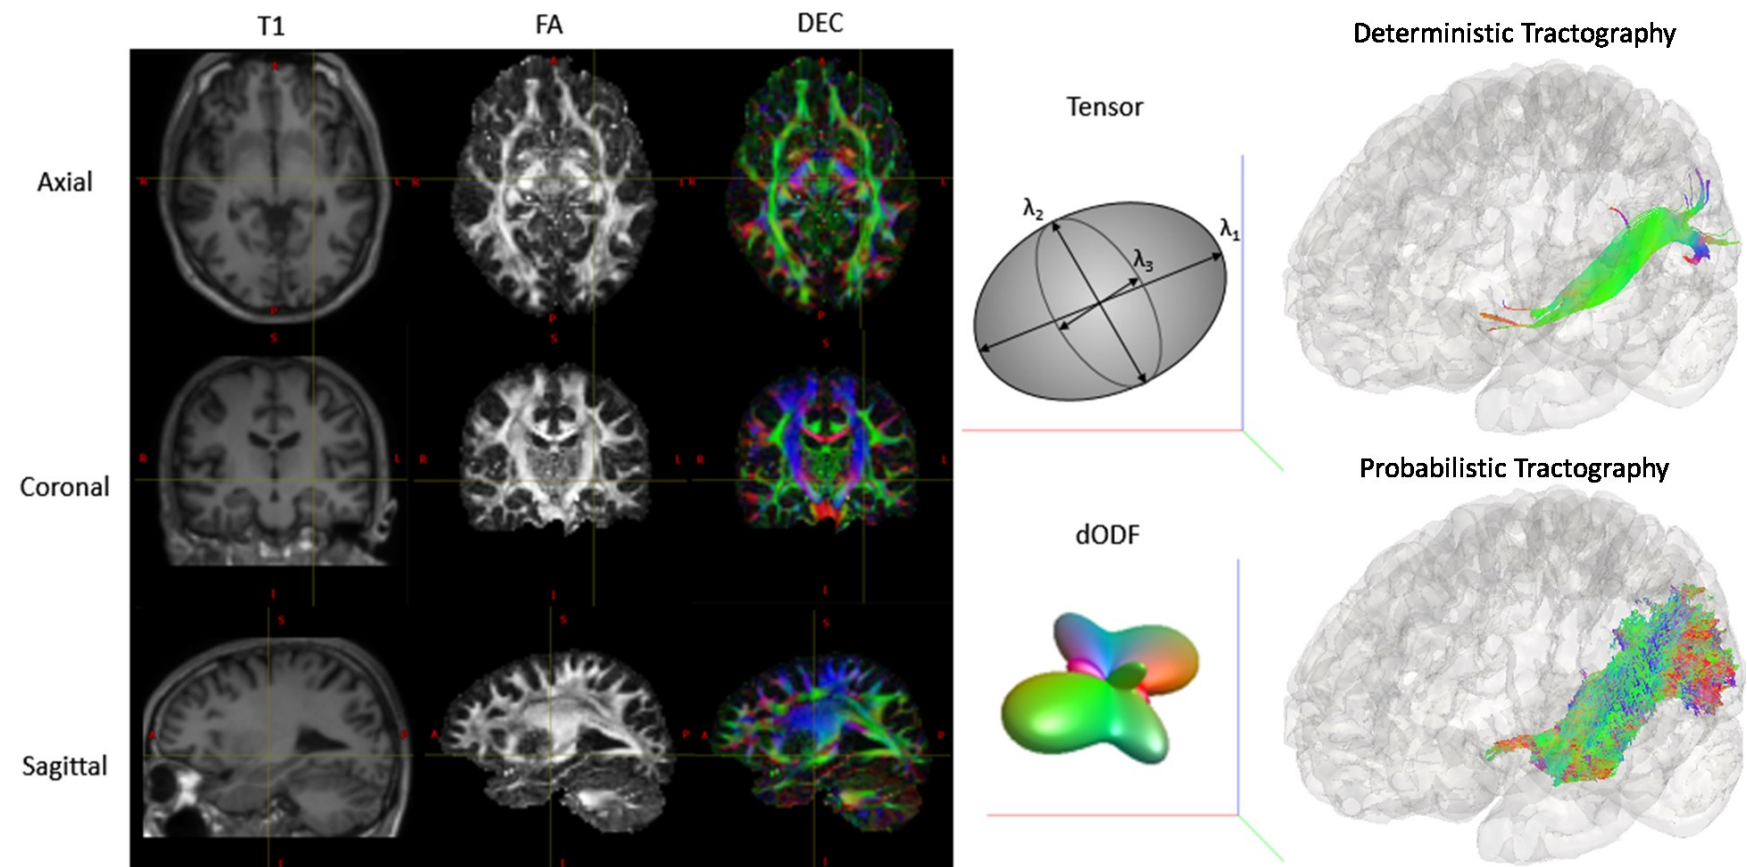 T1
FA
DEC
Deterministic Tractography
Tensor
Axial
A
A
A
R
L
R
L
R
L
λ2
λ1
λ3
P
P
P
S
S
S
Probabilistic Tractography
Coronal
R
L
R
L
R
L
dODF
I
I
I
S
S
S
A
P
A
P
A
P
Sagittal
I
I
I